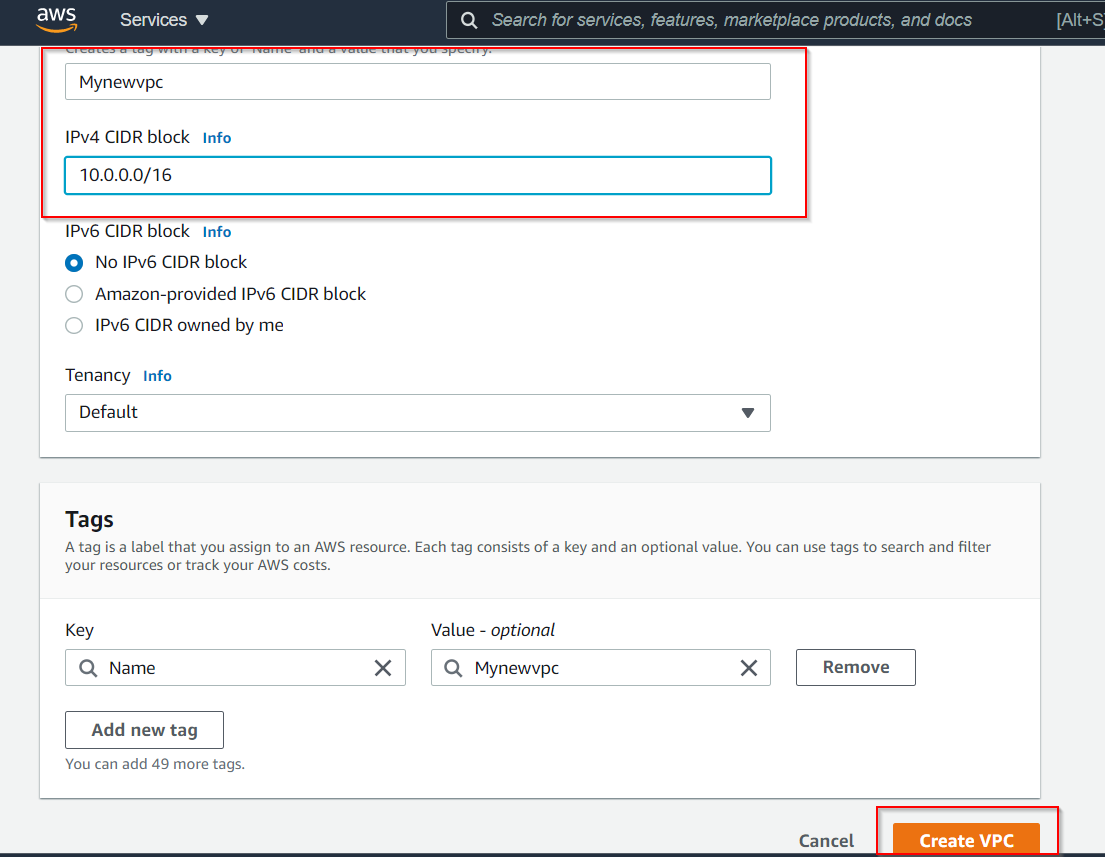 aws
Services
Search for services, features, marketplace products, and docs
[Alt+S]
Creates a tag with a key of 'Name' and a value that you specify.
Mynewvpc
IPv4 CIDR block Info
10.0.0.0/16
IPv6 CIDR block Info
No IPv6 CIDR block
Amazon-provided IPv6 CIDR block
IPv6 CIDR owned by me
Tenancy Info
Default
Tags
A tag is a label that you assign to an AWS resource. Each tag consists of a key and an optional value. You can use tags to search and filter
your resources or track your AWS costs.
Key Value - optional
Name Mynewvpc Remove
Add new tag
You can add 49 more tags.
Cancel Create VPC